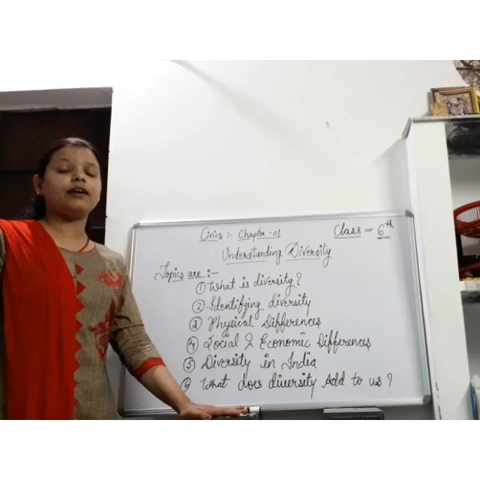 Civics :- Chapter -01
Class = 6th
Understanding Diversity
Topics are :-
① What is diversity?
② Identifying diversity
③ Physical Differences
④ Social & Economic Differences
⑤ Diversity in India
⑥ What does diversity Add to us?